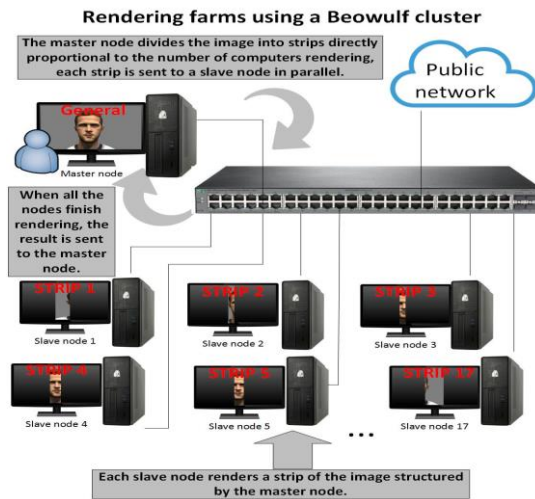 Rendering farms using a Beowulf cluster
The master node divides the image into strips directly
proportional to the number of computers rendering,
each strip is sent to a slave node in parallel.
Public
network
General
Master node
When all the
nodes finish
rendering, the
result is sent
to the master
node.
STRIP 1
Slave node 1
STRIP 2
Slave node 2
STRIP 3
Slave node 3
STRIP 4
Slave node 4
STRIP 5
Slave node 5
...
STRIP 17
Slave node 17
Each slave node renders a strip of the image structured
by the master node.